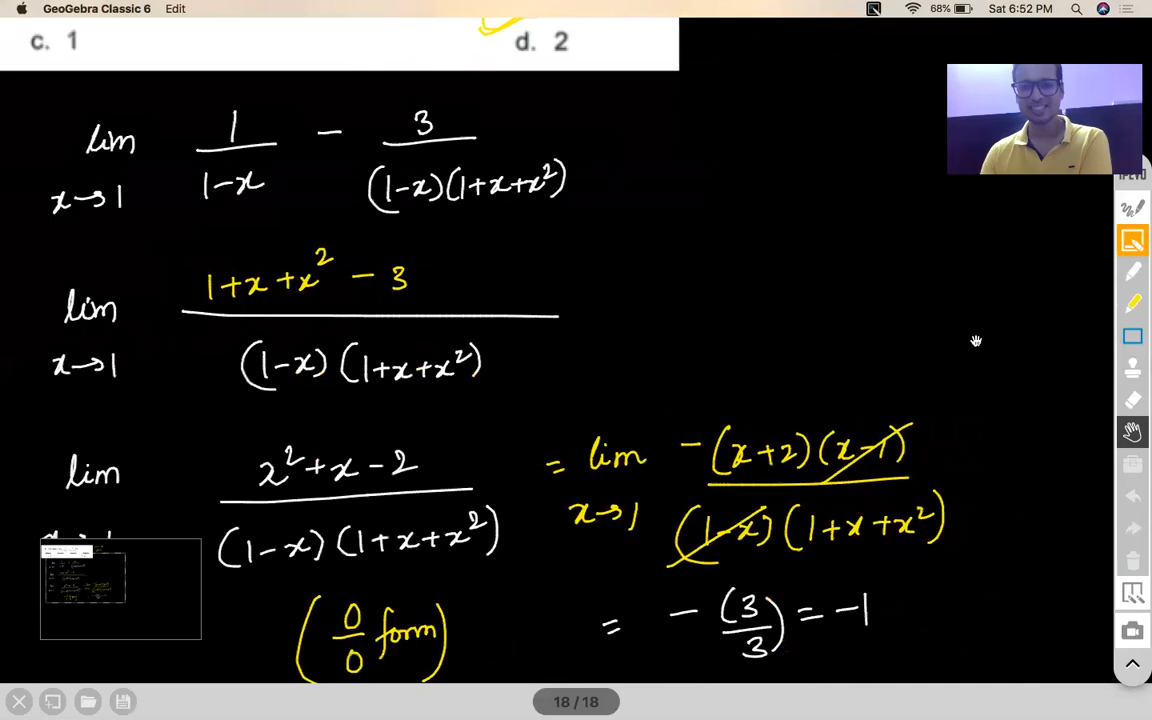 GeoGebra Classic 6 Edit 68% Sat 6:52 PM
c. 1 d. 2
lim x→1 1/(1-x) - 3/((1-x)(1+x+x²))
lim x→1 (1+x+x² - 3)/((1-x)(1+x+x²))
lim (x²+x-2)/((1-x)(1+x+x²)) = lim x→1 -(x+2)(x-1)/((1-x)(1+x+x²))
(0/0 form) = -(3/3) = -1
18 / 18